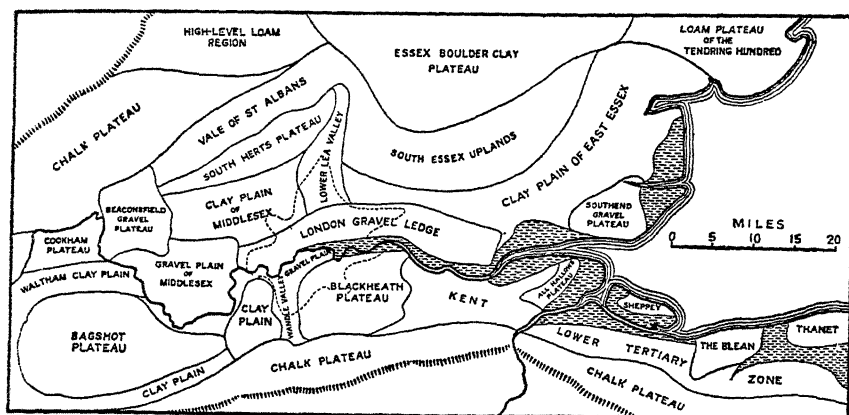 HIGH-LEVEL LOAM
REGION
ESSEX BOULDER CLAY
PLATEAU
LOAM PLATEAU
OF THE
TENDRING HUNDRED
CHALK PLATEAU
VALE OF ST ALBANS
SOUTH HERTS PLATEAU
LOWER LEA VALLEY
SOUTH ESSEX UPLANDS
CLAY PLAIN OF EAST ESSEX
BEACONSFIELD
GRAVEL
PLATEAU
CLAY PLAIN
OF
MIDDLESEX
LONDON GRAVEL LEDGE
SOUTHEND
GRAVEL
PLATEAU
MILES
0 5 10 15 20
COOKHAM
PLATEAU
GRAVEL PLAIN
OF
MIDDLESEX
WALTHAM CLAY PLAIN
GRAVEL PLAIN
WANDLE VALLEY
BLACKHEATH
PLATEAU
KENT
ALL HALLOWS
PLATEAU
SHEPPEY
CLAY
PLAIN
BAGSHOT
PLATEAU
THANET
THE BLEAN
LOWER TERTIARY
ZONE
CLAY PLAIN
CHALK PLATEAU
CHALK PLATEAU